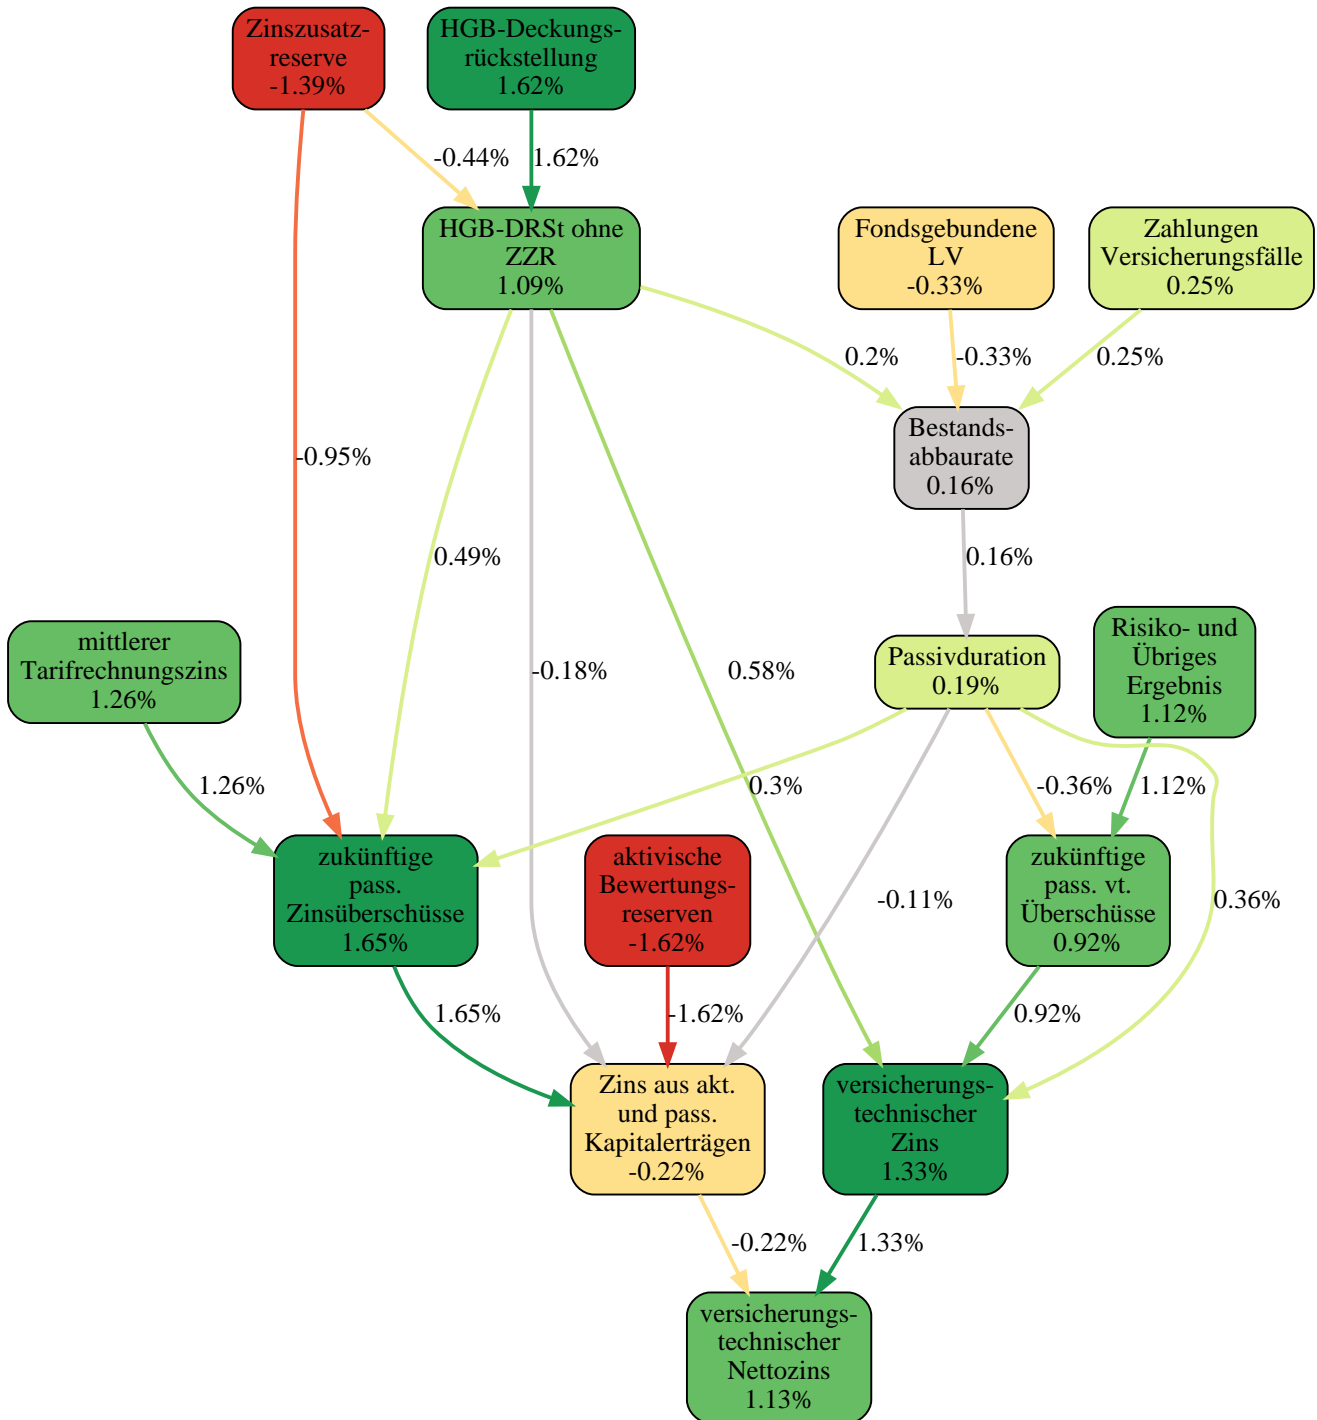 Zinszusatz-
reserve
-1.39%
HGB-Deckungs-
rückstellung
1.62%
-0.44%
1.62%
HGB-DRSt ohne
ZZR
1.09%
Fondsgebundene
LV
-0.33%
Zahlungen
Versicherungsfälle
0.25%
0.2%
-0.33%
0.25%
-0.95%
Bestands-
abbaurate
0.16%
0.49%
0.16%
mittlerer
Tarifrechnungszins
1.26%
-0.18%
0.58%
Passivduration
0.19%
Risiko- und
Übriges
Ergebnis
1.12%
1.26%
0.3%
-0.36%
1.12%
zukünftige
pass.
Zinsüberschüsse
1.65%
aktivische
Bewertungs-
reserven
-1.62%
-0.11%
zukünftige
pass. vt.
Überschüsse
0.92%
0.36%
1.65%
-1.62%
0.92%
Zins aus akt.
und pass.
Kapitalerträgen
-0.22%
versicherungs-
technischer
Zins
1.33%
-0.22%
1.33%
versicherungs-
technischer
Nettozins
1.13%